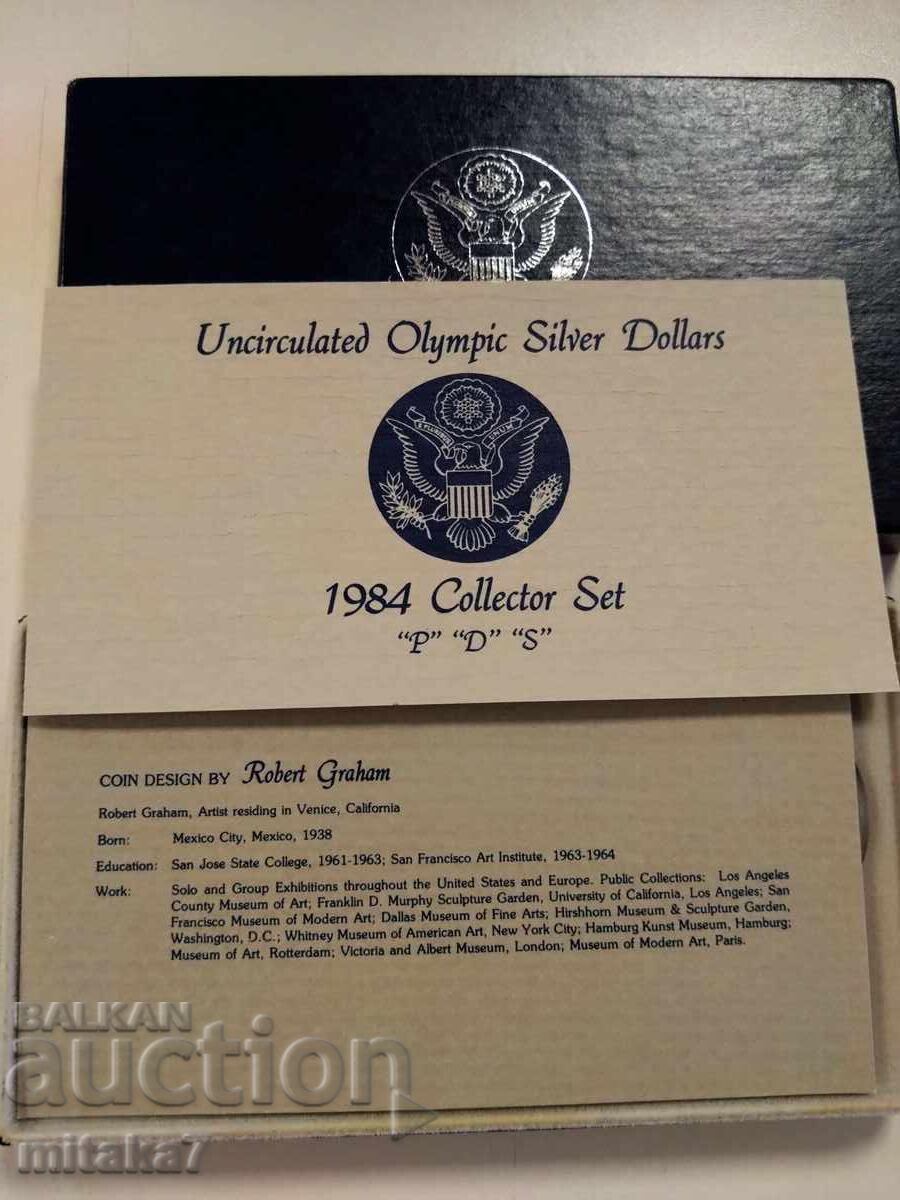 Uncirculated Olympic Silver Dollars
E PLURIBUS UNUM
1984 Collector Set
“P” “D” “S”
COIN DESIGN BY Robert Graham
Robert Graham, Artist residing in Venice, California
Born: Mexico City, Mexico, 1938
Education: San Jose State College, 1961-1963; San Francisco Art Institute, 1963-1964
Work: Solo and Group Exhibitions throughout the United States and Europe. Public Collections: Los Angeles
County Museum of Art; Franklin D. Murphy Sculpture Garden, University of California, Los Angeles; San
Francisco Museum of Modern Art; Dallas Museum of Fine Arts; Hirshhorn Museum & Sculpture Garden,
Washington, D.C.; Whitney Museum of American Art, New York City; Hamburg Kunst Museum, Hamburg;
Museum of Art, Rotterdam; Victoria and Albert Museum, London; Museum of Modern Art, Paris.
BALKAN
auction
mitaka7